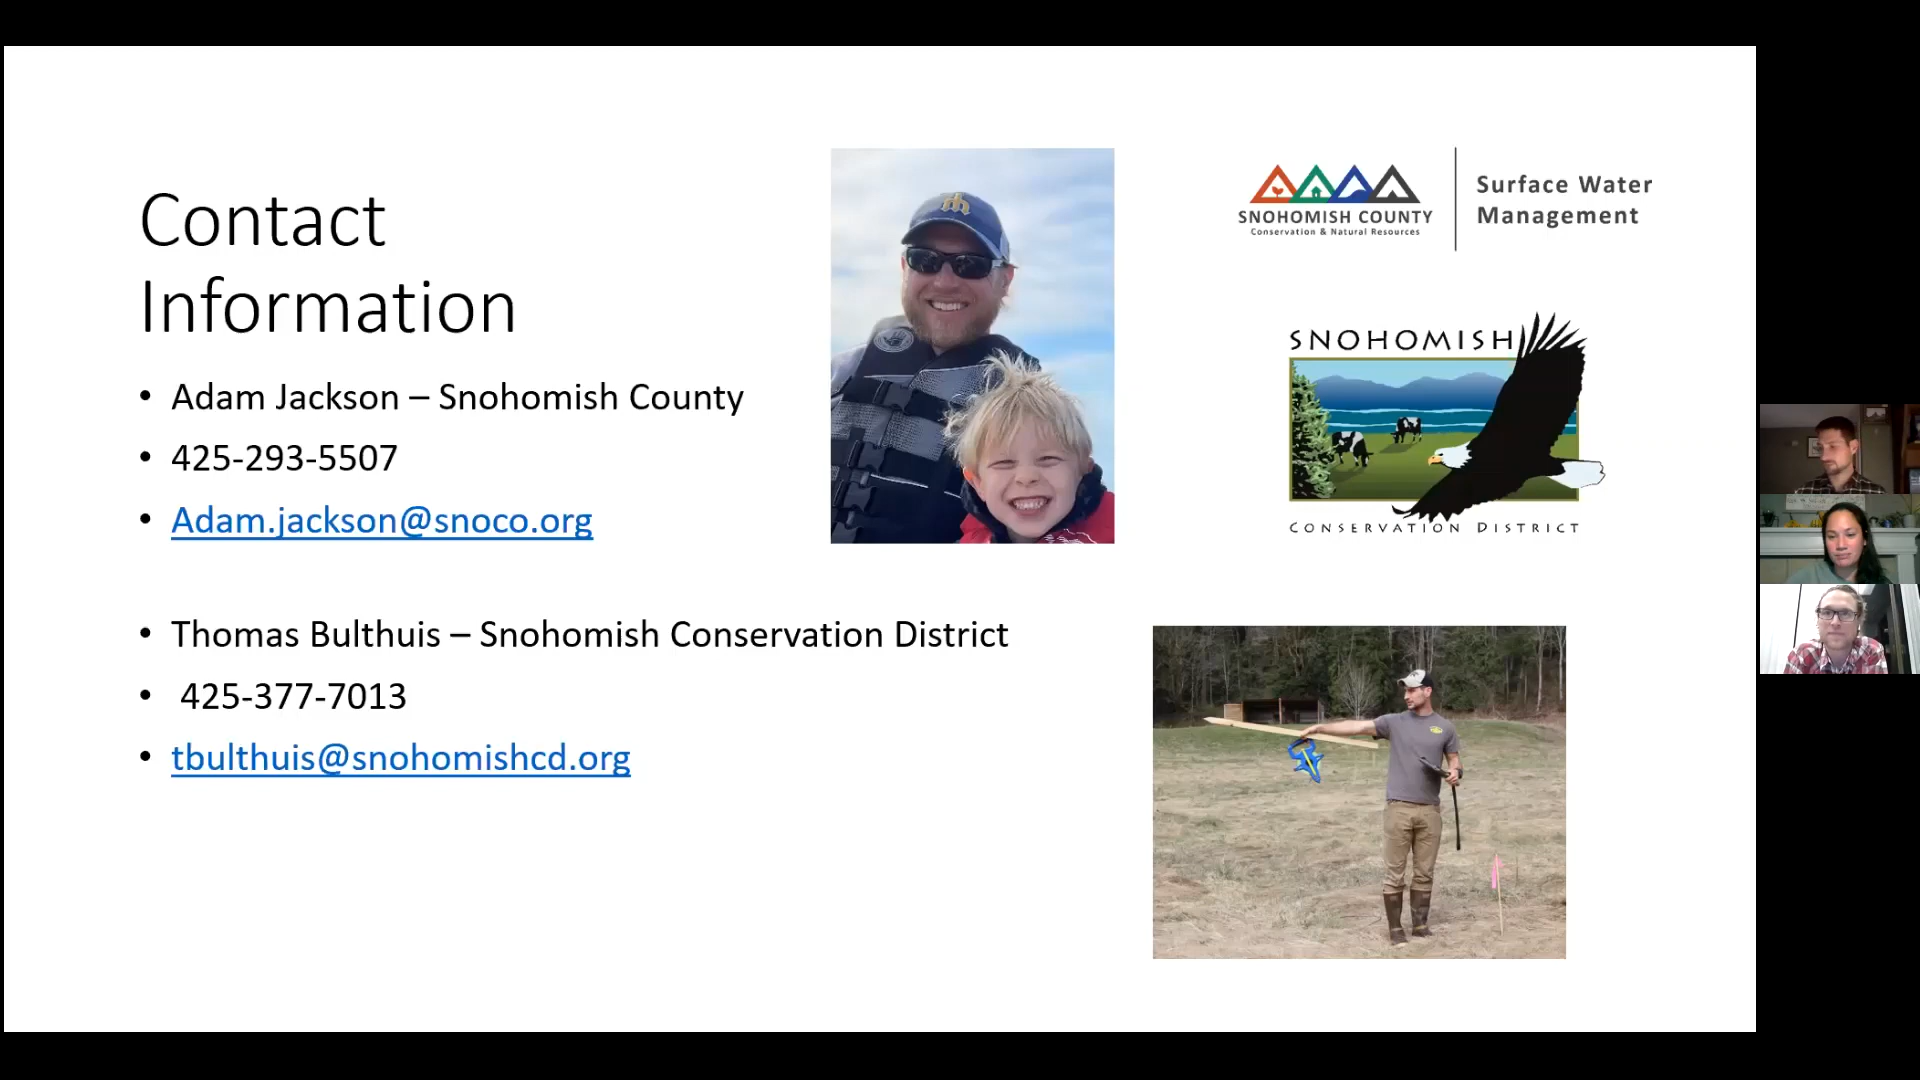 Contact
Information
• Adam Jackson – Snohomish County
• 425-293-5507
• Adam.jackson@snoco.org
• Thomas Bulthuis – Snohomish Conservation District
• 425-377-7013
• tbulthuis@snohomishcd.org
SNOHOMISH COUNTY
Conservation & Natural Resources
Surface Water
Management
SNOHOMISH
CONSERVATION DISTRICT